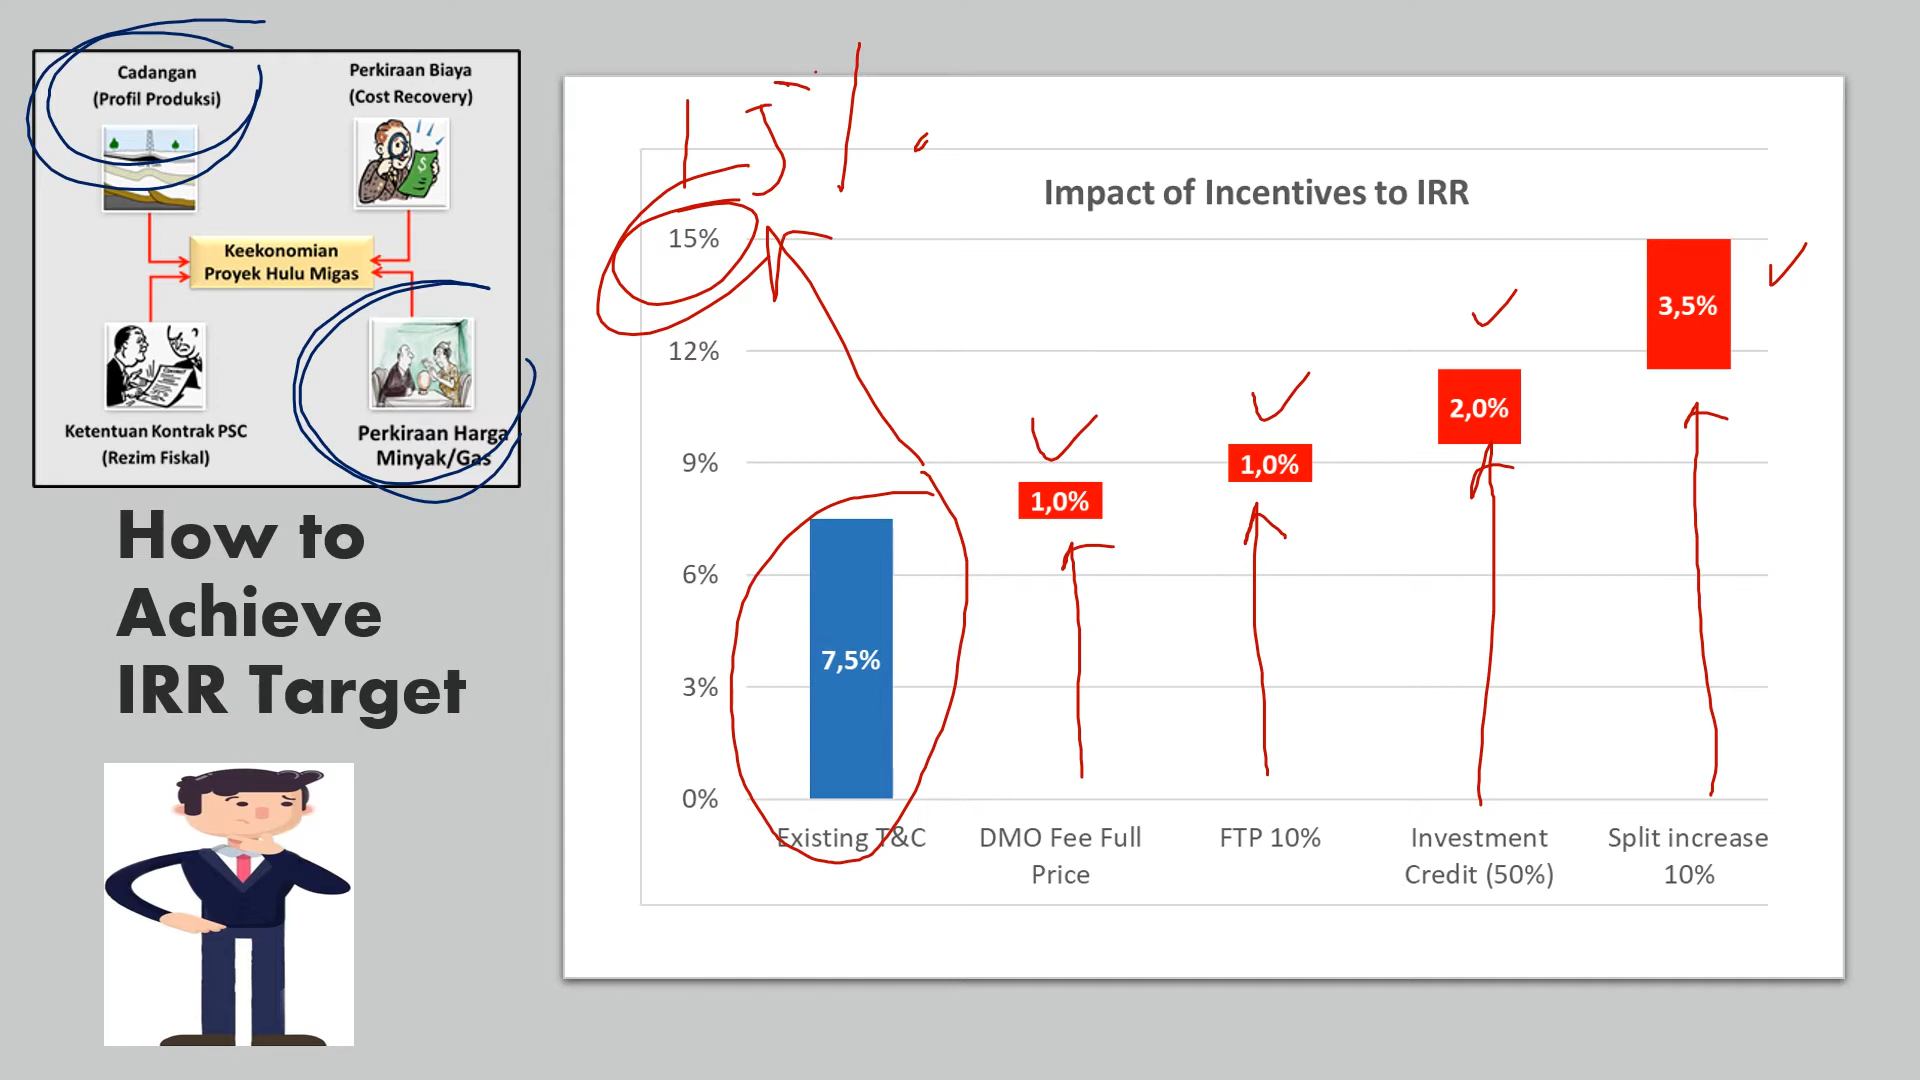 Cadangan
(Profil Produksi)
Perkiraan Biaya
(Cost Recovery)
$
Keekonomian
Proyek Hulu Migas
Ketentuan Kontrak PSC
(Rezim Fiskal)
Perkiraan Harga
Minyak/Gas
How to
Achieve
IRR Target
15%
Impact of Incentives to IRR
15%
12%
9%
6%
3%
0%
7,5%
1,0%
1,0%
2,0%
3,5%
Existing T&C
DMO Fee Full
Price
FTP 10%
Investment
Credit (50%)
Split increase
10%